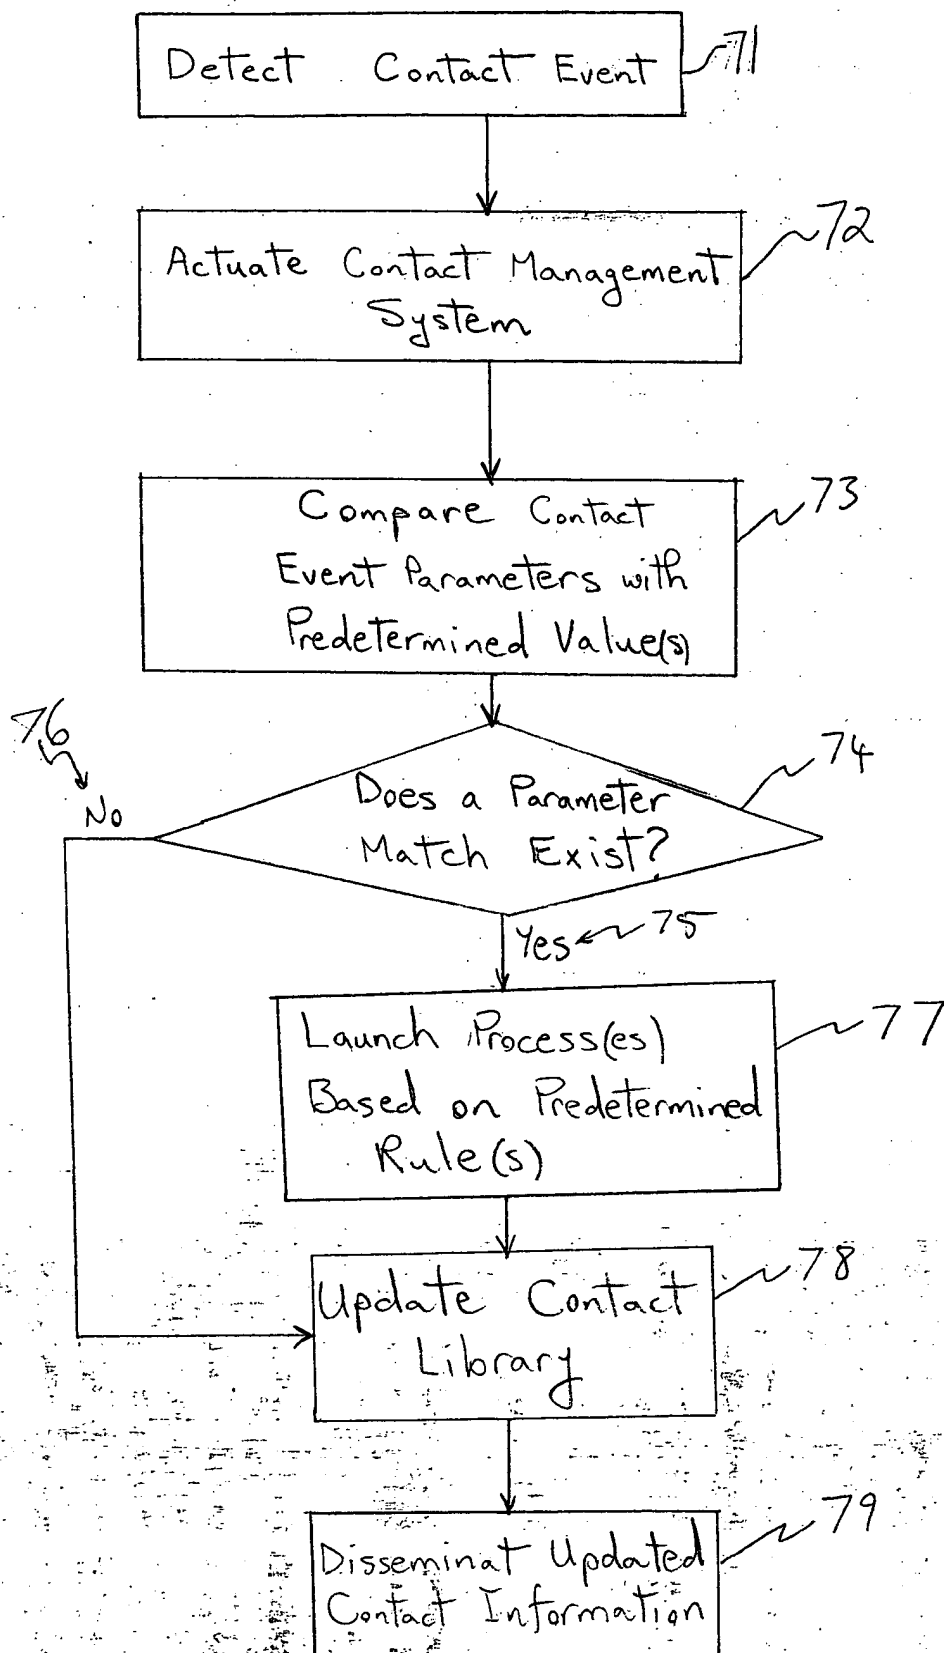 Detect Contact Event
71
Actuate Contact Management
System
72
Compare Contact
Event Parameters with
Predetermined Value(s)
73
76
No
Does a Parameter
Match Exist?
74
Yes
75
Launch Process(es)
Based on Predetermined
Rule(s)
77
Update Contact
Library
78
Disseminat Updated
Contact Information
79